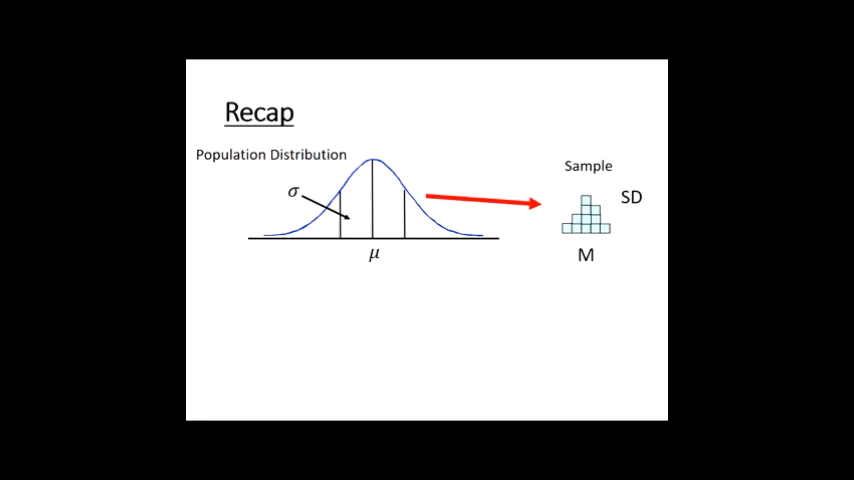 Recap
Population Distribution
σ
μ
Sample
SD
M